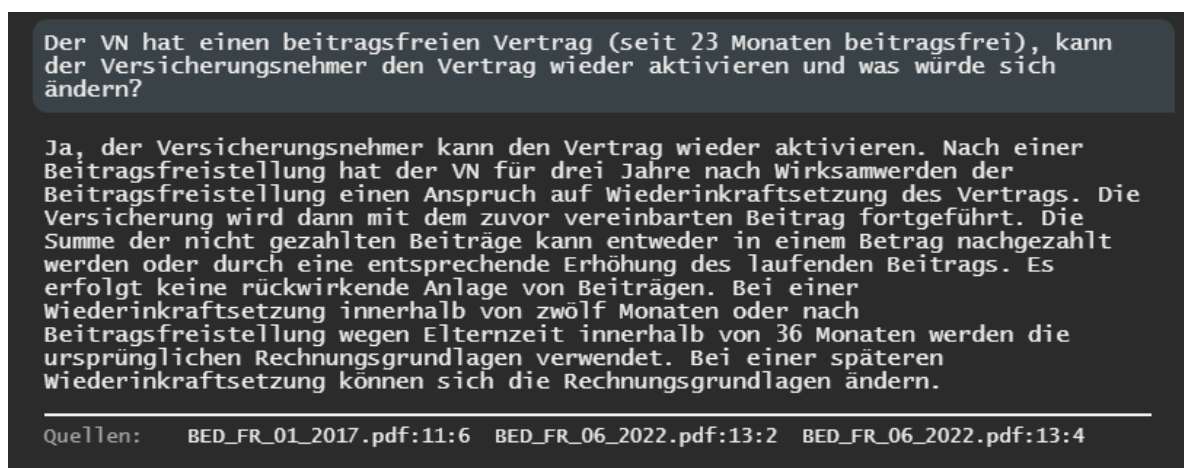 Der VN hat einen beitragsfreien Vertrag (seit 23 Monaten beitragsfrei), kann
der Versicherungsnehmer den Vertrag wieder aktivieren und was würde sich
ändern?
Ja, der Versicherungsnehmer kann den Vertrag wieder aktivieren. Nach einer
Beitragsfreistellung hat der VN für drei Jahre nach Wirksamwerden der
Beitragsfreistellung einen Anspruch auf Wiederinkraftsetzung des Vertrags. Die
Versicherung wird dann mit dem zuvor vereinbarten Beitrag fortgeführt. Die
Summe der nicht gezahlten Beiträge kann entweder in einem Betrag nachgezahlt
werden oder durch eine entsprechende Erhöhung des laufenden Beitrags. Es
erfolgt keine rückwirkende Anlage von Beiträgen. Bei einer
Wiederinkraftsetzung innerhalb von zwölf Monaten oder nach
Beitragsfreistellung wegen Elternzeit innerhalb von 36 Monaten werden die
ursprünglichen Rechnungsgrundlagen verwendet. Bei einer späteren
Wiederinkraftsetzung können sich die Rechnungsgrundlagen ändern.
Quellen: BED_FR_01_2017.pdf:11:6 BED_FR_06_2022.pdf:13:2 BED_FR_06_2022.pdf:13:4